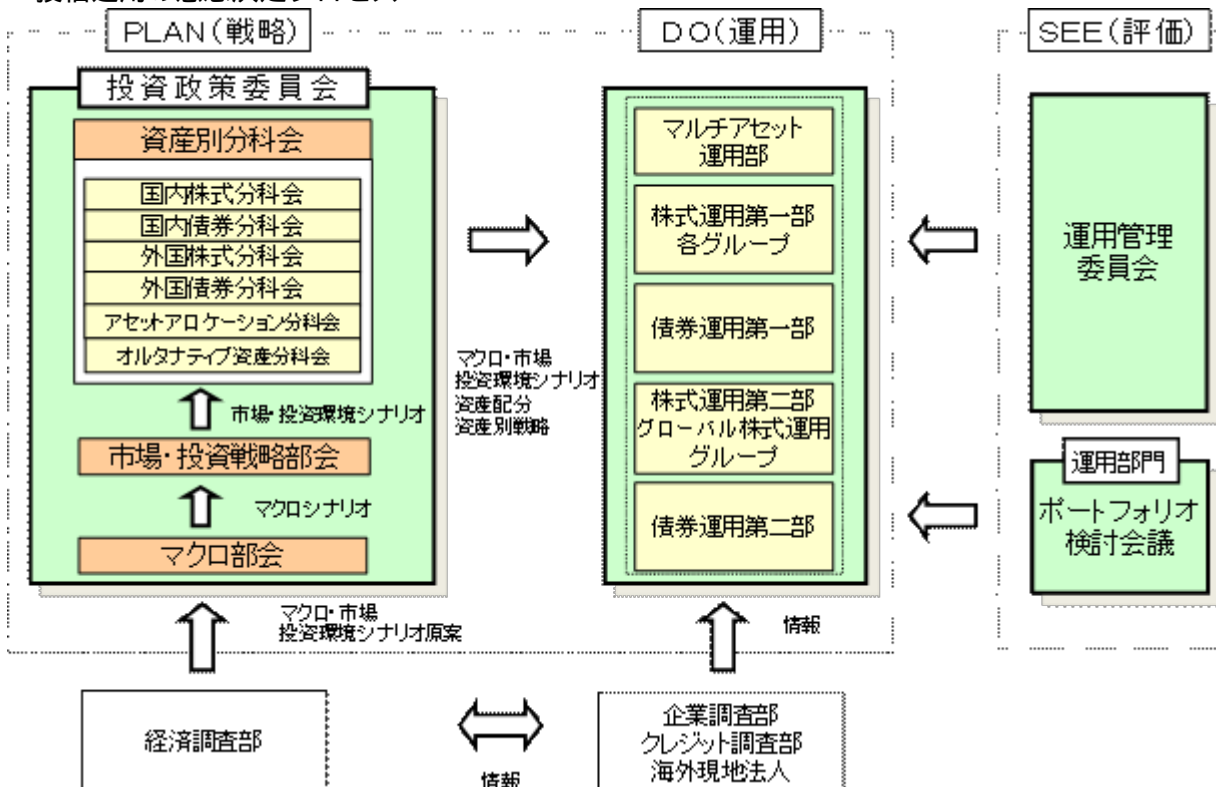 PLAN(戦略)
投資政策委員会
資産別分科会
国内株式分科会
国内債券分科会
外国株式分科会
外国債券分科会
アセットアロケーション分科会
オルタナティブ資産分科会
市場・投資環境シナリオ
市場・投資戦略部会
マクロシナリオ
マクロ部会
マクロ・市場
投資環境シナリオ原案
経済調査部
マクロ・市場
投資環境シナリオ
資産配分
資産別戦略
情報
DO(運用)
マルチアセット
運用部
株式運用第一部
各グループ
債券運用第一部
株式運用第二部
グローバル株式運用
グループ
債券運用第二部
情報
企業調査部
クレジット調査部
海外現地法人
SEE(評価)
運用管理
委員会
運用部門
ポートフォリオ
検討会議